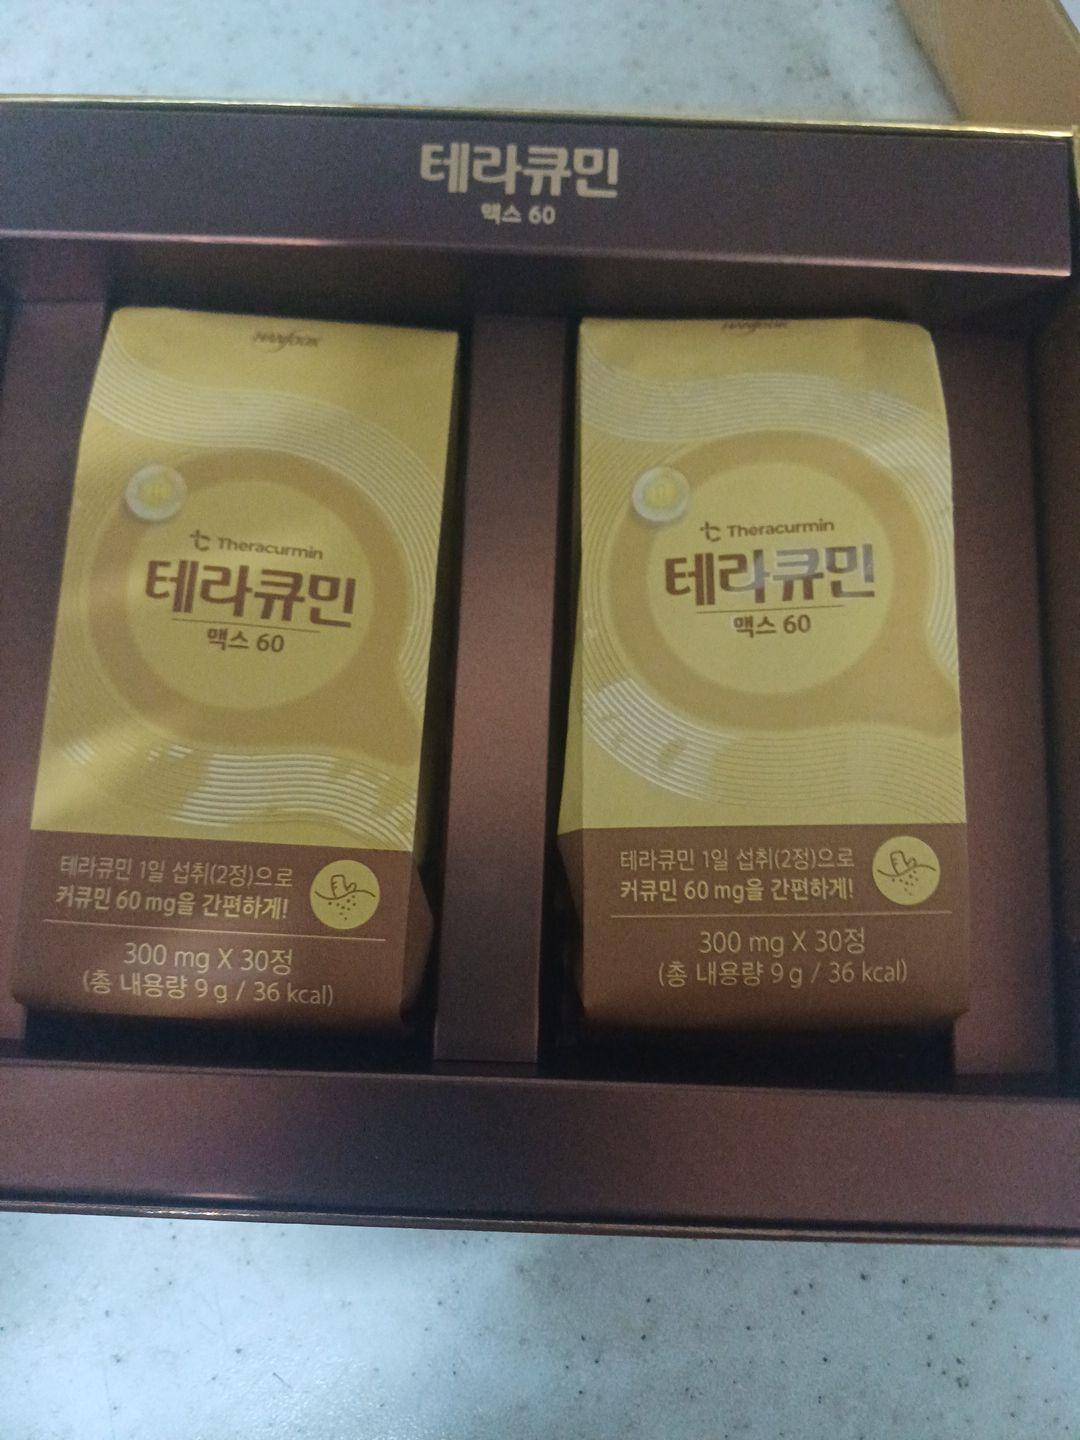 테라큐민
맥스 60
HANJOOK
Theracurmin
테라큐민
맥스 60
테라큐민 1일 섭취(2정)으로
커큐민 60 mg을 간편하게!
300 mg X 30정
(총 내용량 9 g / 36 kcal)
HANJOOK
Theracurmin
테라큐민
맥스 60
테라큐민 1일 섭취(2정)으로
커큐민 60 mg을 간편하게!
300 mg X 30정
(총 내용량 9 g / 36 kcal)